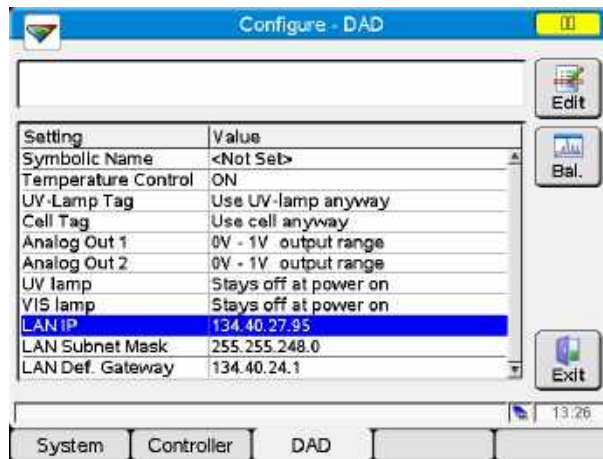 Configure - DAD
Edit
Bal.
Setting Value
Symbolic Name <Not Set>
Temperature Control ON
UV-Lamp Tag Use UV-lamp anyway
Cell Tag Use cell anyway
Analog Out 1 0V - 1V output range
Analog Out 2 0V - 1V output range
UV lamp Stays off at power on
VIS lamp Stays off at power on
LAN IP 134.40.27.95
LAN Subnet Mask 255.255.248.0
LAN Def. Gateway 134.40.24.1
Exit
13:26
System Controller DAD